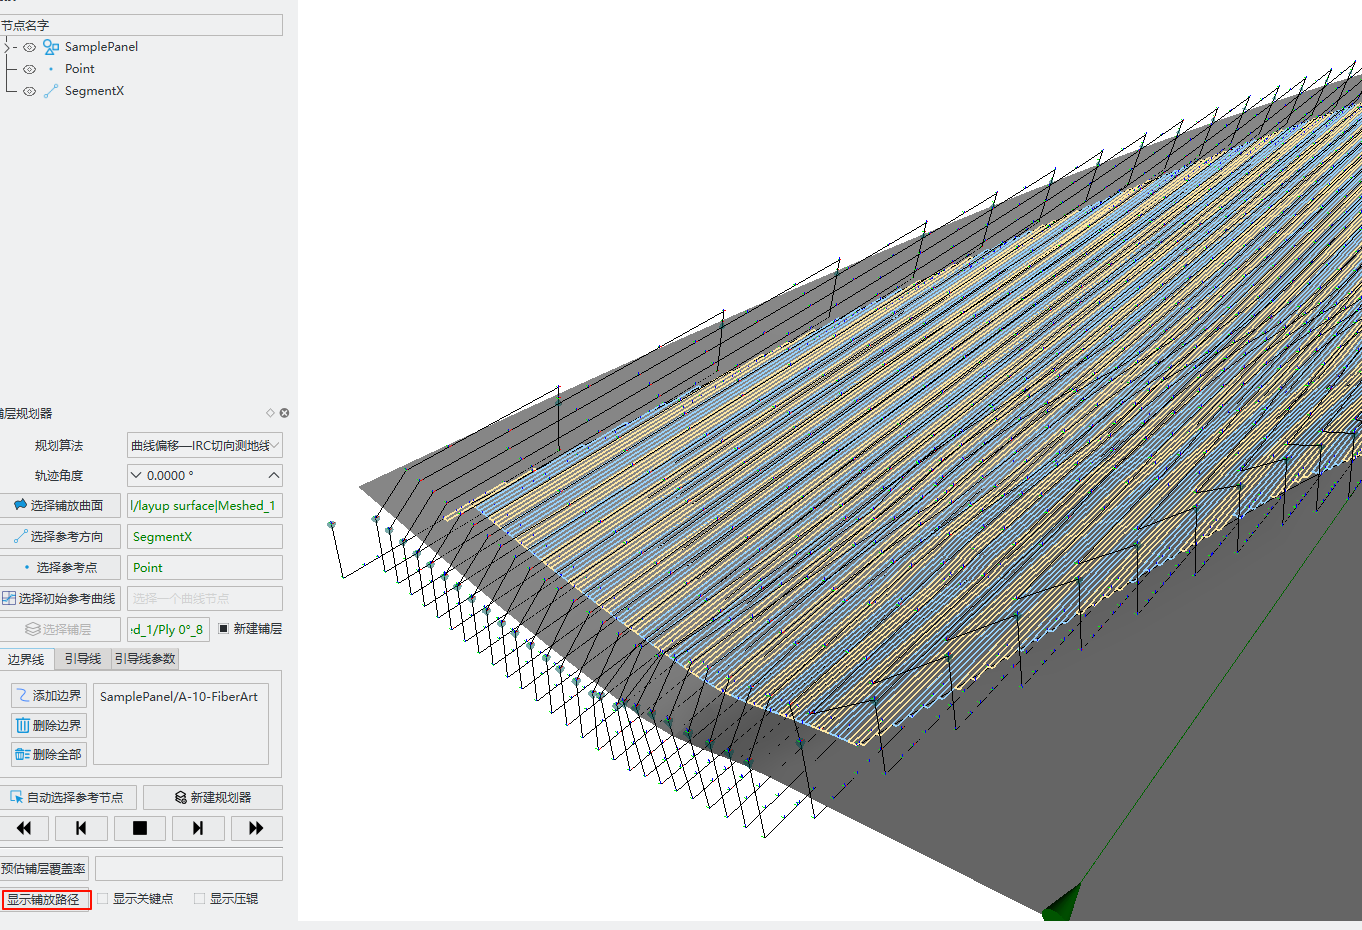 节点名字
SamplePanel
Point
SegmentX
层规划器
规划算法
曲线偏移—IRC切向测地线
轨迹角度
0.0000 °
选择铺放曲面
l/layup surface|Meshed_1
选择参考方向
SegmentX
选择参考点
Point
选择初始参考曲线
选择一个曲线节点
选择铺层
ed_1/Ply 0°_8
新建铺层
边界线
引导线
引导线参数
添加边界
SamplePanel/A-10-FiberArt
删除边界
删除全部
自动选择参考节点
新建规划器
预估铺层覆盖率
显示铺放路径
显示关键点
显示压辊